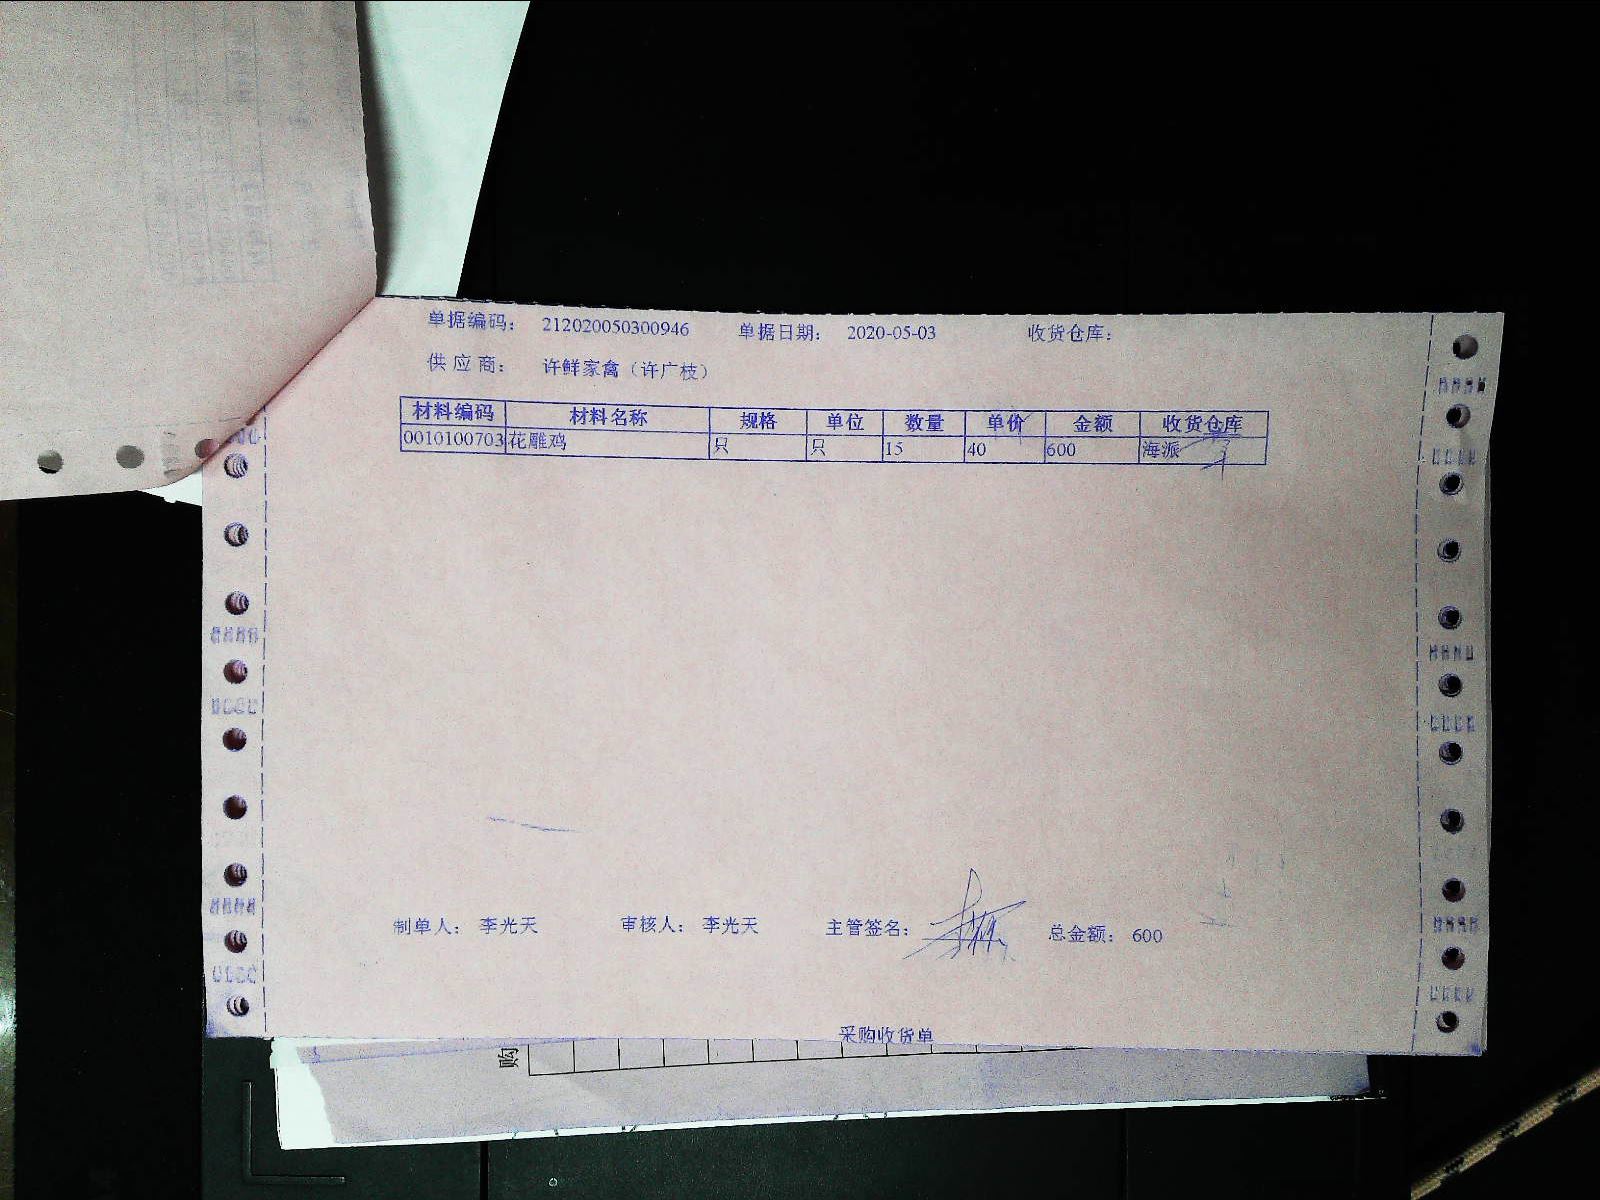 单据编码： 212020050300946 单据日期： 2020-05-03 收货仓库：
供应商： 许鲜家禽（许广枝）
材料编码 材料名称 规格 单位 数量 单价 金额 收货仓库
0010100703 花雕鸡 只 只 15 40 600 海派
制单人： 李光天 审核人： 李光天 主管签名： 总金额： 600
采购收货单
购